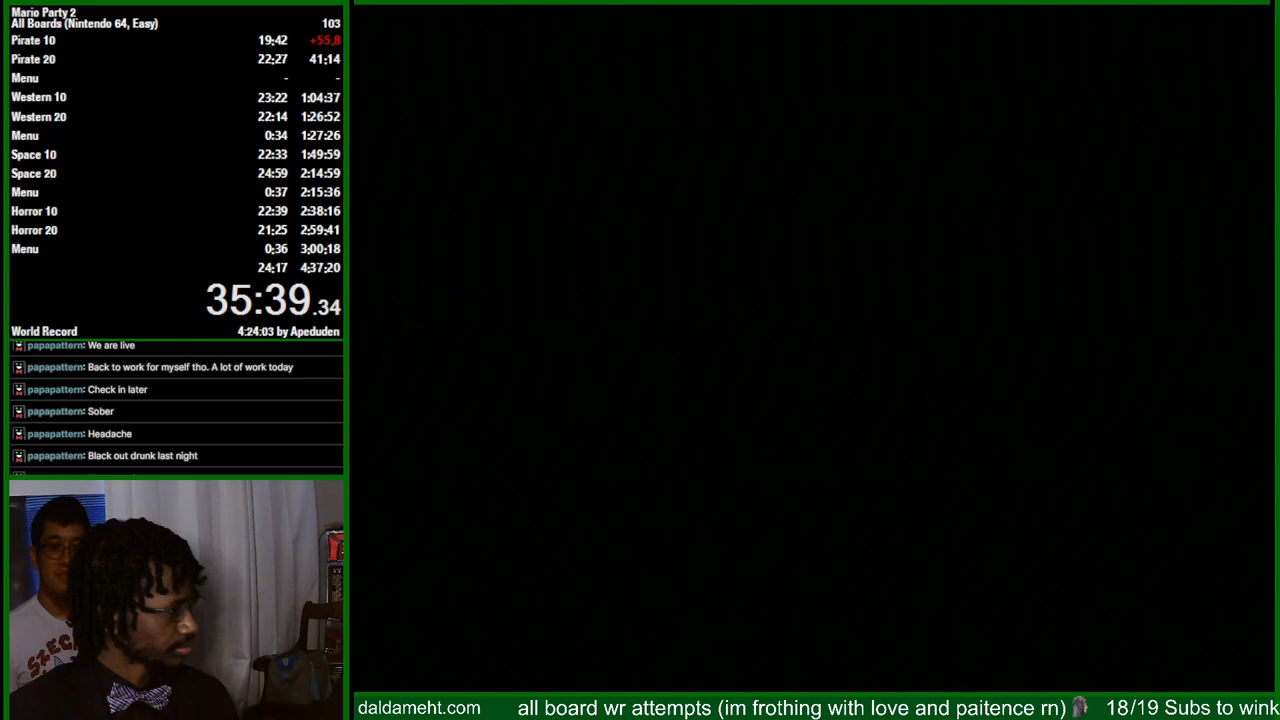 Mario Party 2
All Boards (Nintendo 64, Easy) 103
Pirate 10 19:42 +55,8
Pirate 20 22:27 41:14
Menu - -
Western 10 23:22 1:04:37
Western 20 22:14 1:26:52
Menu 0:34 1:27:26
Space 10 22:33 1:49:59
Space 20 24:59 2:14:59
Menu 0:37 2:15:36
Horror 10 22:39 2:38:16
Horror 20 21:25 2:59:41
Menu 0:36 3:00:18
24:17 4:37:20
35:39.34
World Record 4:24:03 by Apeduden
papapattern: We are live
papapattern: Back to work for myself tho. A lot of work today
papapattern: Check in later
papapattern: Sober
papapattern: Headache
papapattern: Black out drunk last night
daldameht.com all board wr attempts (im frothing with love and paitence rn) 18/19 Subs to wink